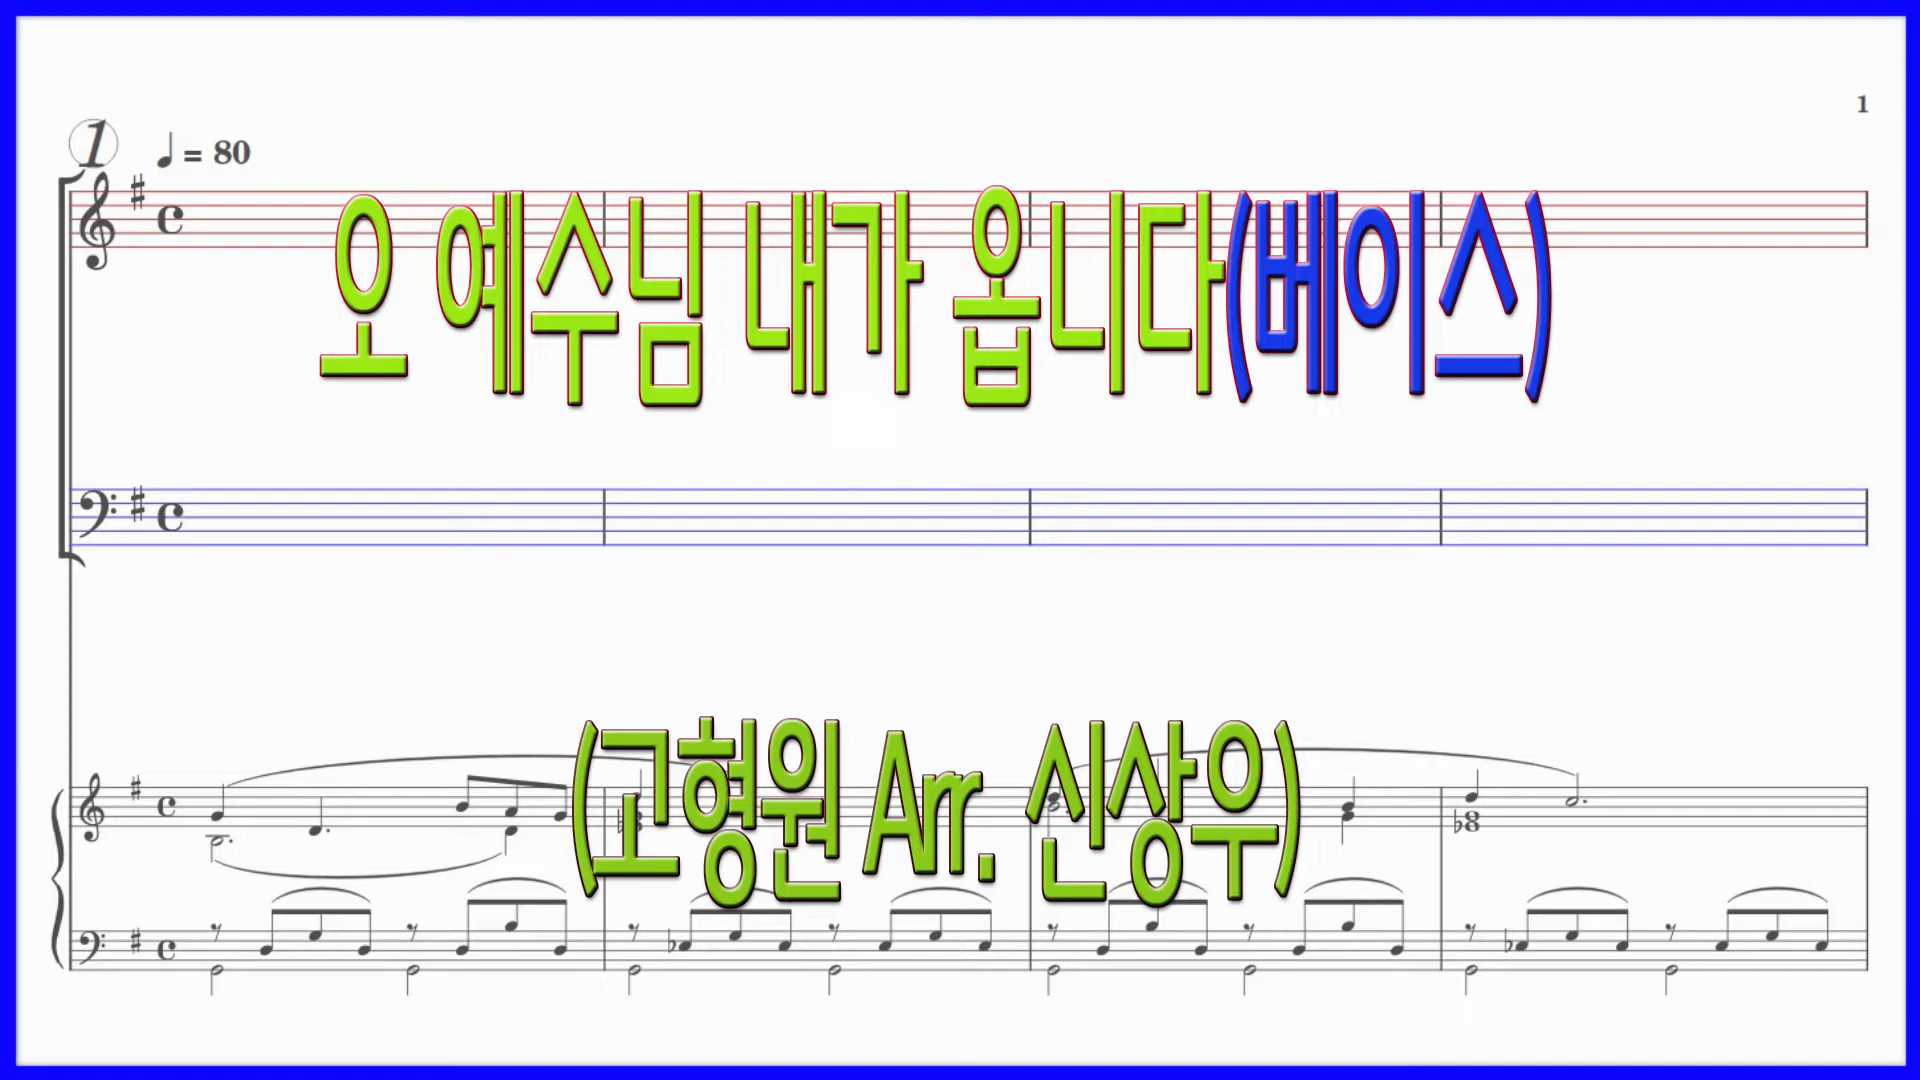 1
1
= 80
오 예수님 내가 옵니다(베이스)
(고형원 Arr. 신상우)